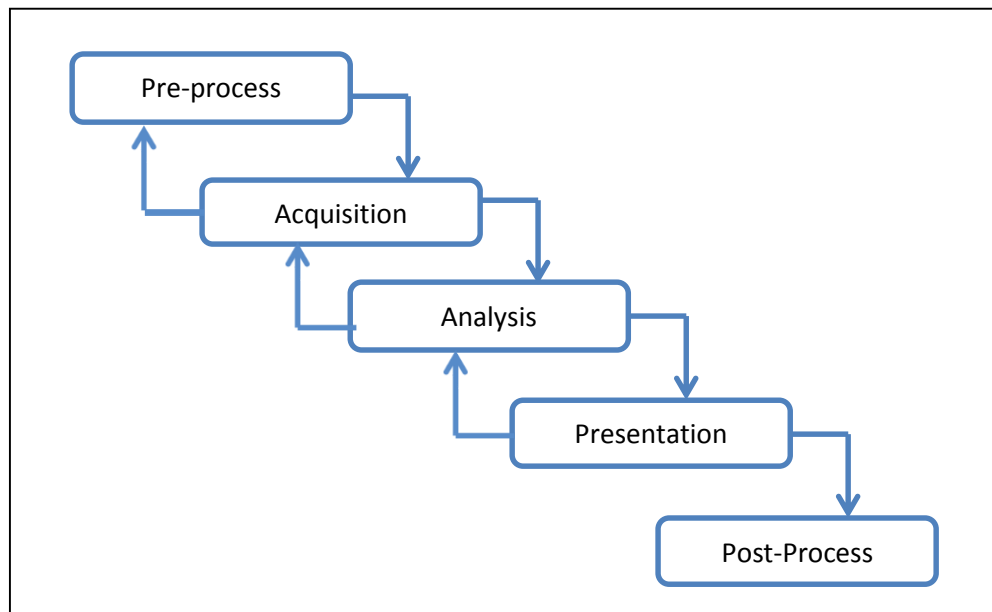 Pre-process
Acquisition
Analysis
Presentation
Post-Process